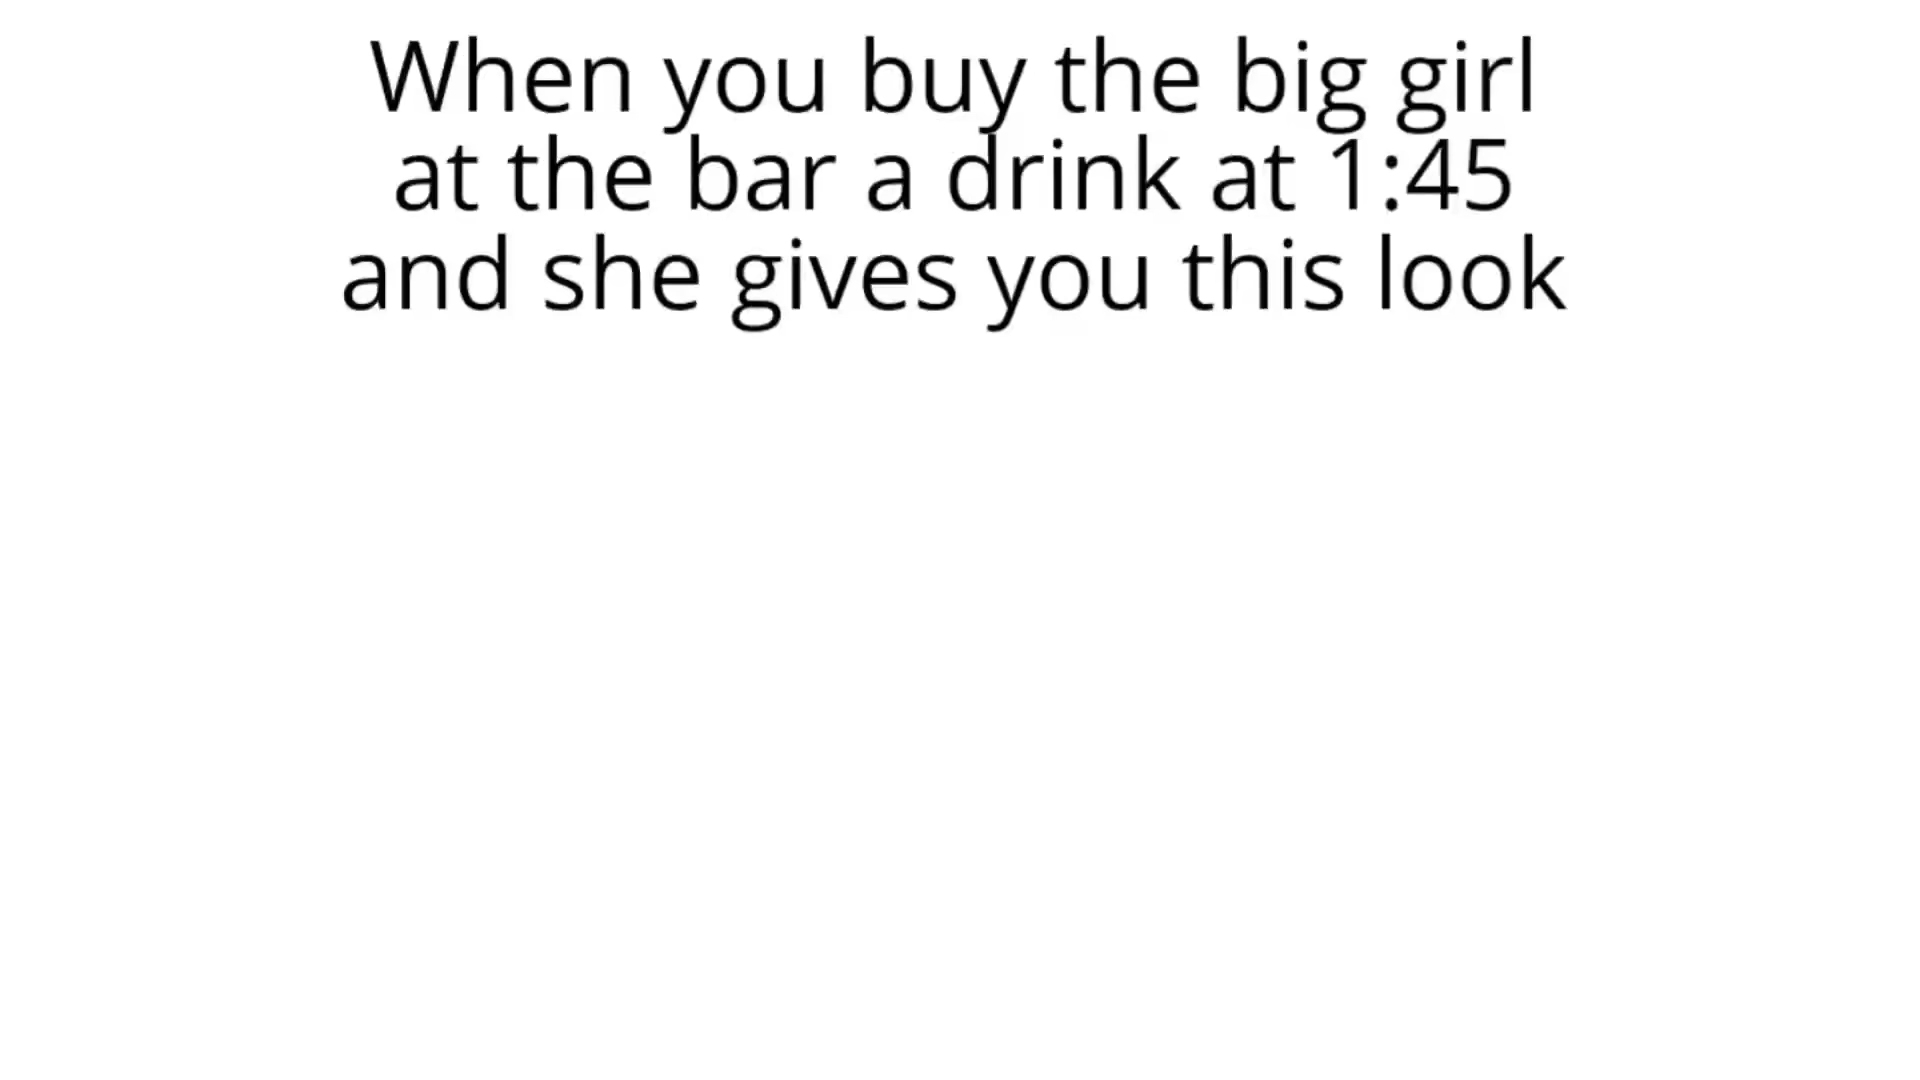 When you buy the big girl
at the bar a drink at 1:45
and she gives you this look